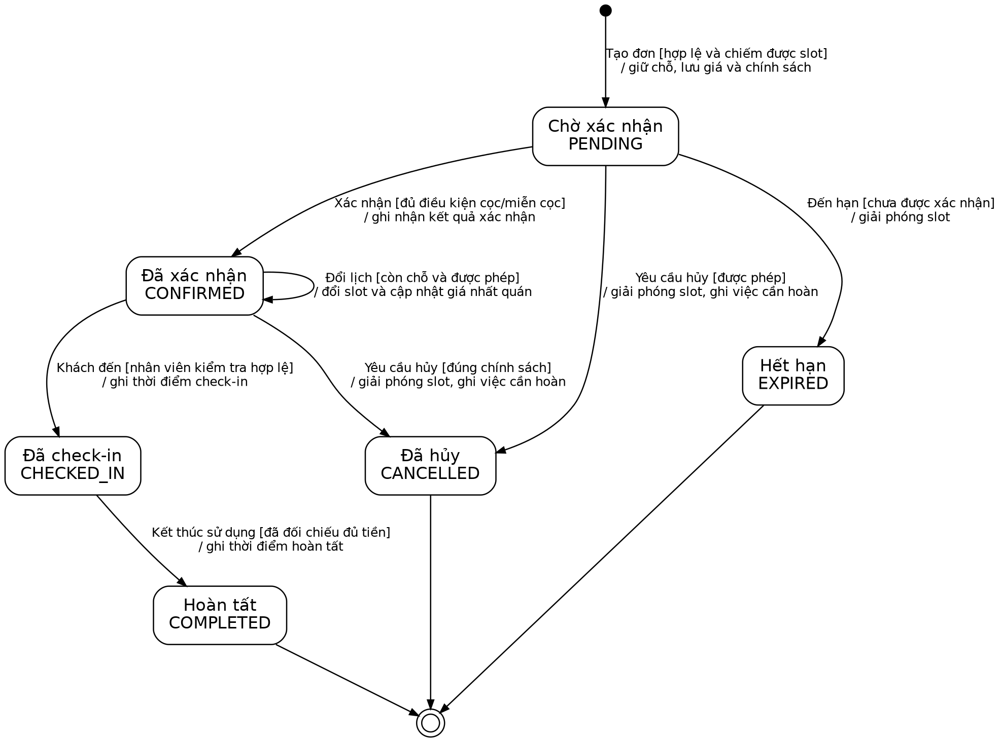 Tạo đơn [hợp lệ và chiếm được slot]
/ giữ chỗ, lưu giá và chính sách
Chờ xác nhận
PENDING
Xác nhận [đủ điều kiện cọc/miễn cọc]
/ ghi nhận kết quả xác nhận
Đến hạn [chưa được xác nhận]
/ giải phóng slot
Đã xác nhận
CONFIRMED
Đổi lịch [còn chỗ và được phép]
/ đổi slot và cập nhật giá nhất quán
Yêu cầu hủy [được phép]
/ giải phóng slot, ghi việc cần hoàn
Khách đến [nhân viên kiểm tra hợp lệ]
/ ghi thời điểm check-in
Yêu cầu hủy [đúng chính sách]
/ giải phóng slot, ghi việc cần hoàn
Hết hạn
EXPIRED
Đã check-in
CHECKED_IN
Đã hủy
CANCELLED
Kết thúc sử dụng [đã đối chiếu đủ tiền]
/ ghi thời điểm hoàn tất
Hoàn tất
COMPLETED